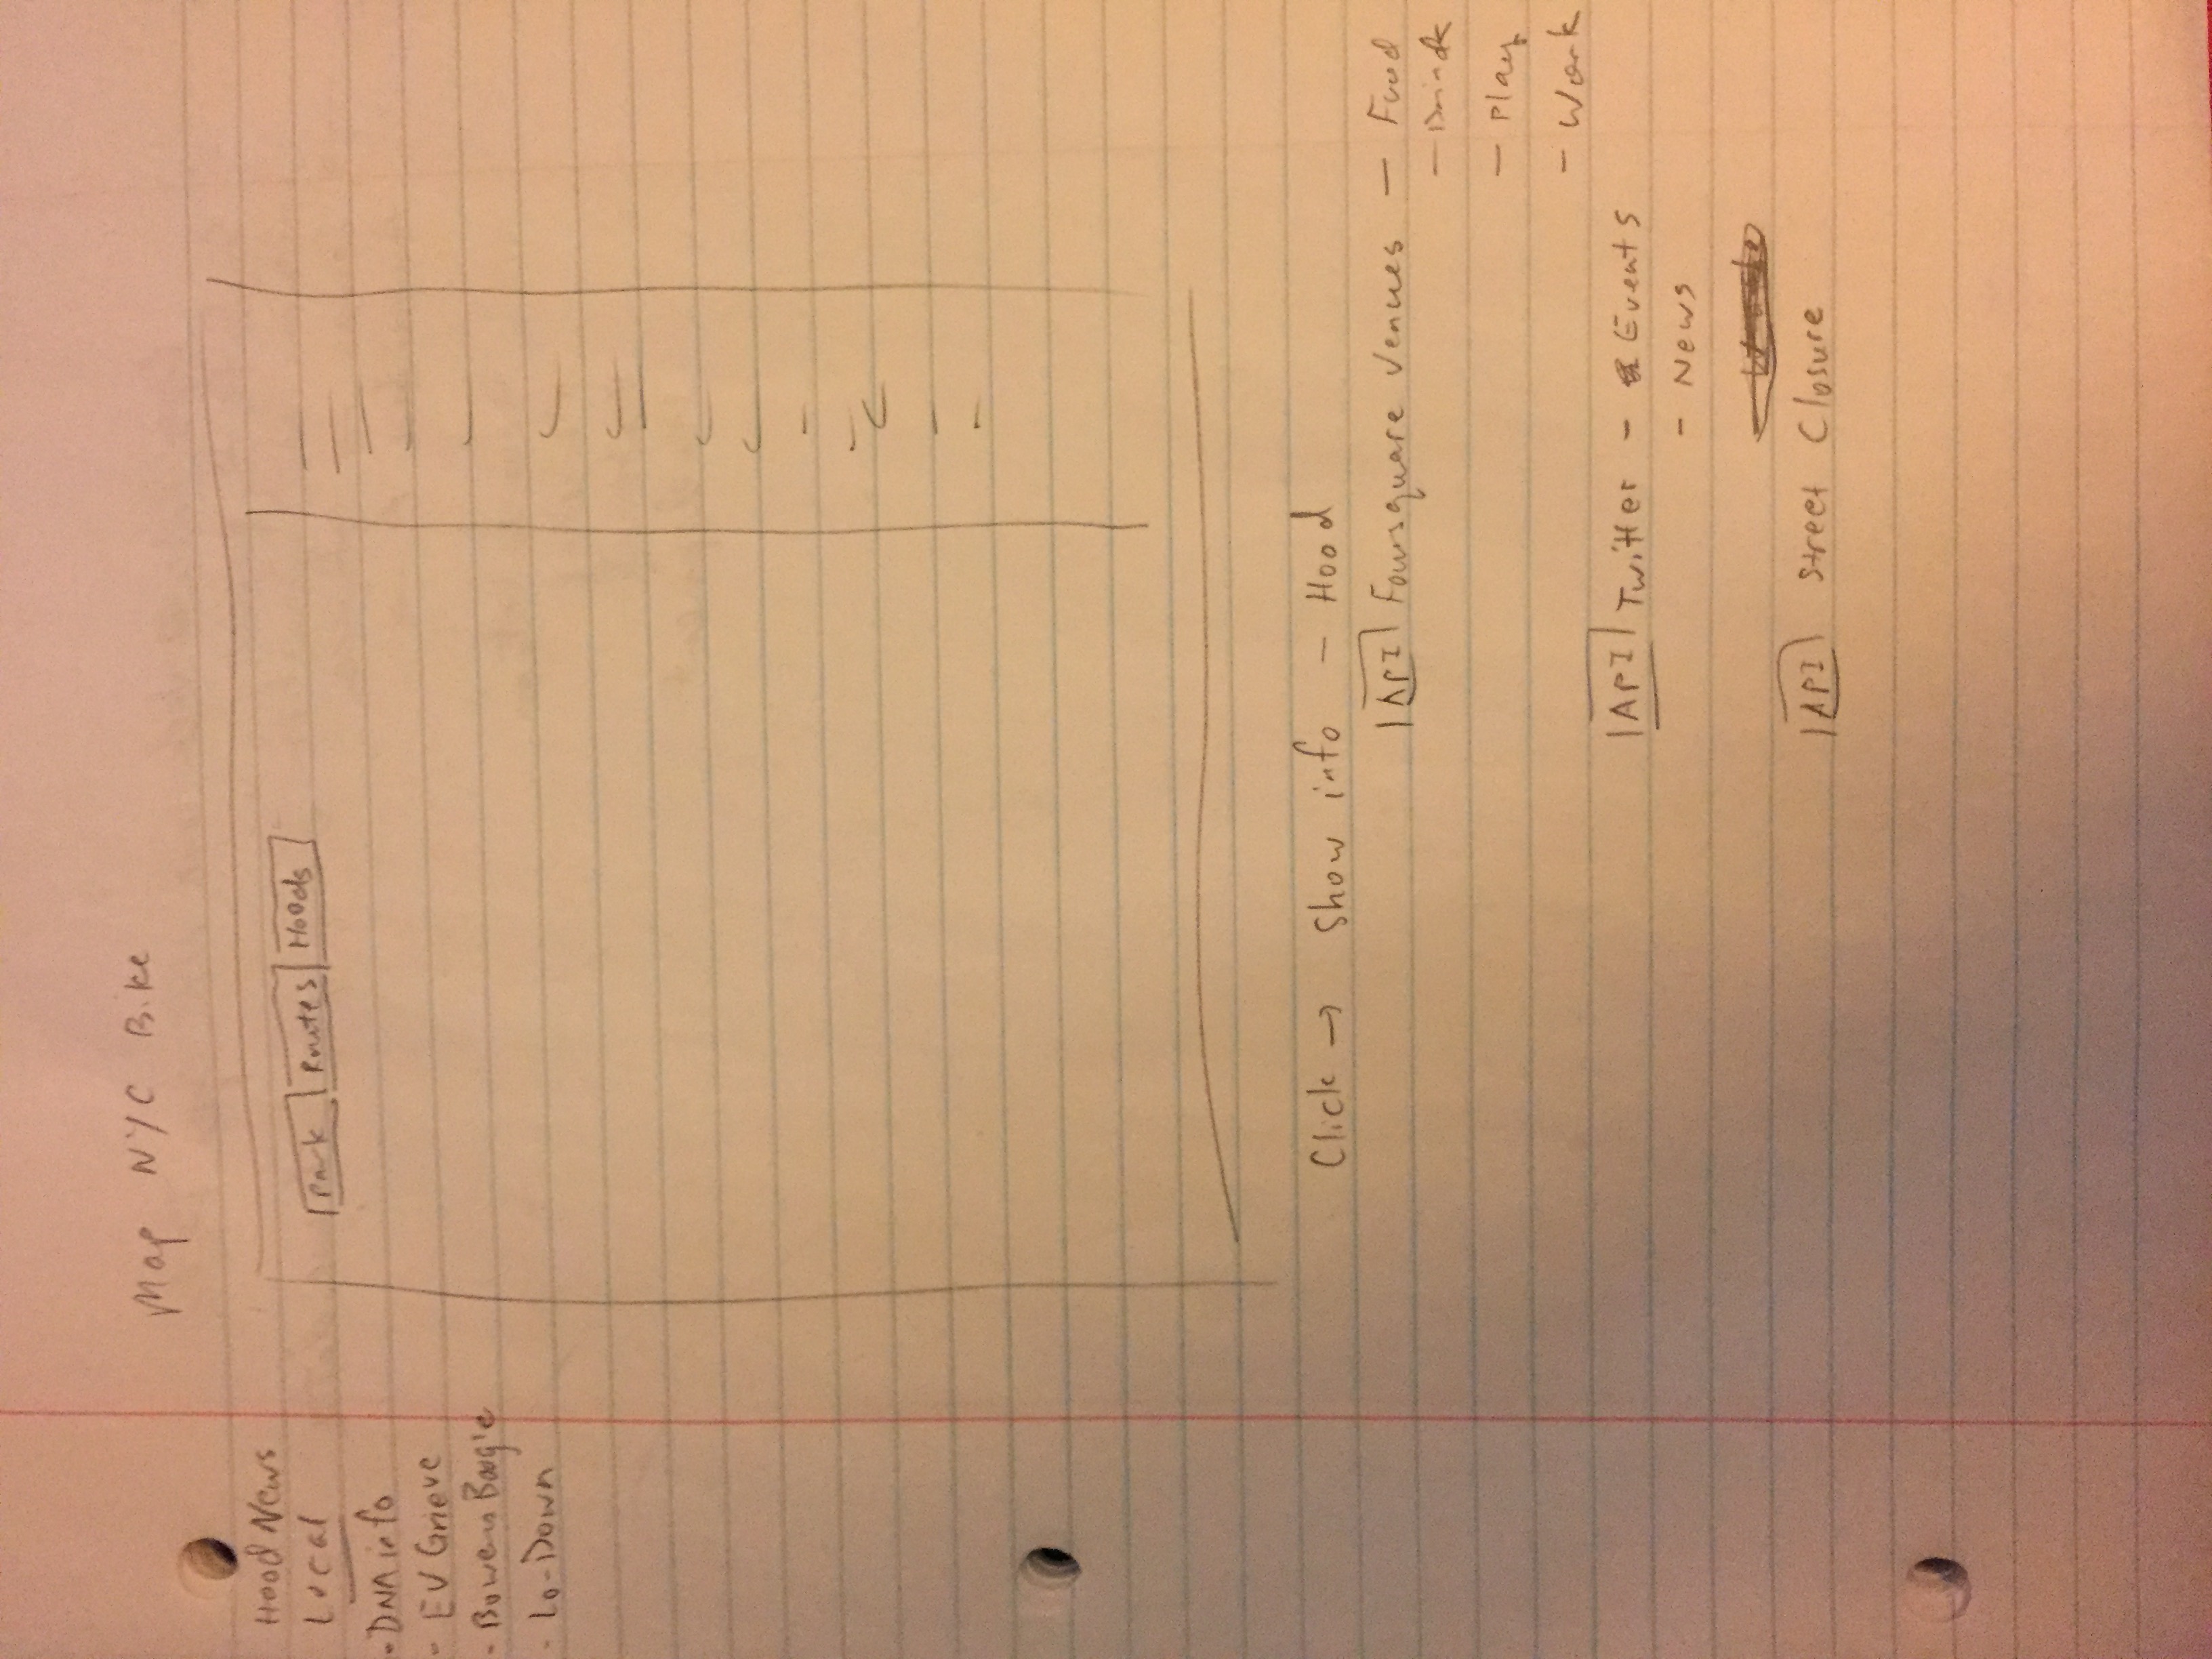 Map NYC Bike
Hood News
Local
- DNA info
- EV Grieve
- Bowery Boogie
- Lo-Down
Park Routes Hoods
Click → Show info - Hood
API Foursquare Venues - Food
- Drink
- Play
- Work
API Twitter - Events
- News
API Street Closure